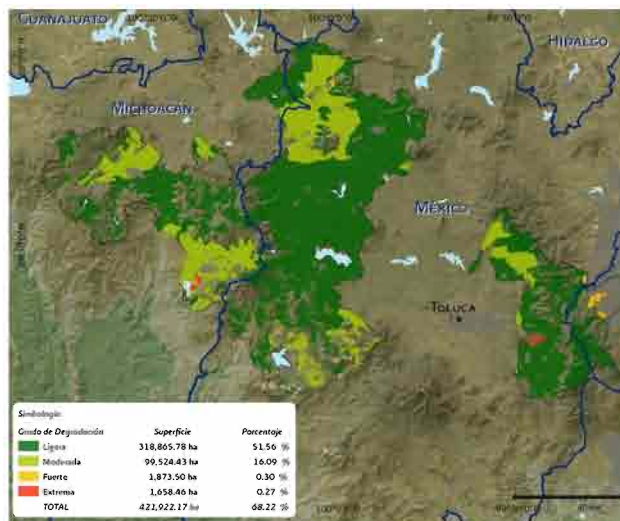 GUANAJUATO
HIDALGO
MICHOACÁN
MÉXICO
TOLUCA
Simbología
Grado de Degradación Superficie Porcentaje
Ligera 318,865.78 ha 51.56 %
Moderada 99,524.43 ha 16.09 %
Fuerte 1,873.50 ha 0.30 %
Extrema 1,658.46 ha 0.27 %
TOTAL 421,922.17 ha 68.22 %